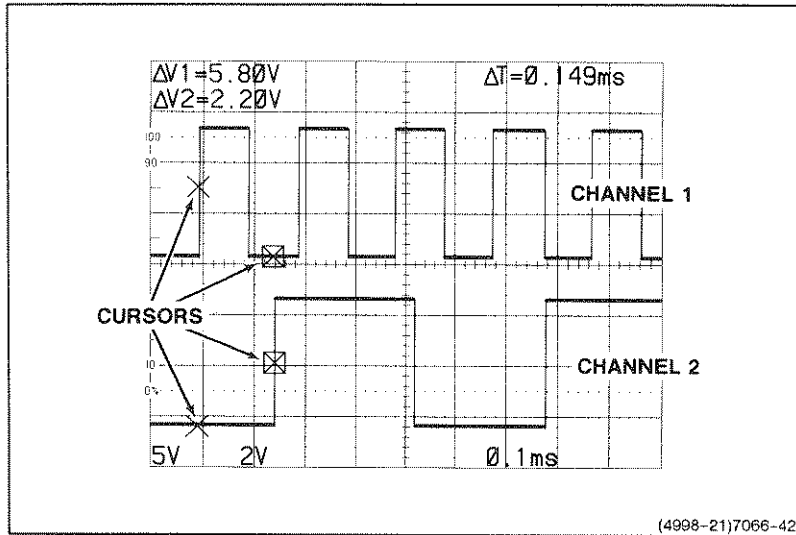 ΔV1=5.80V ΔT=0.149ms
ΔV2=2.20V
100
90
CHANNEL 1
CURSORS
CHANNEL 2
10
0%
5V 2V 0.1ms
(4998-21)7066-42